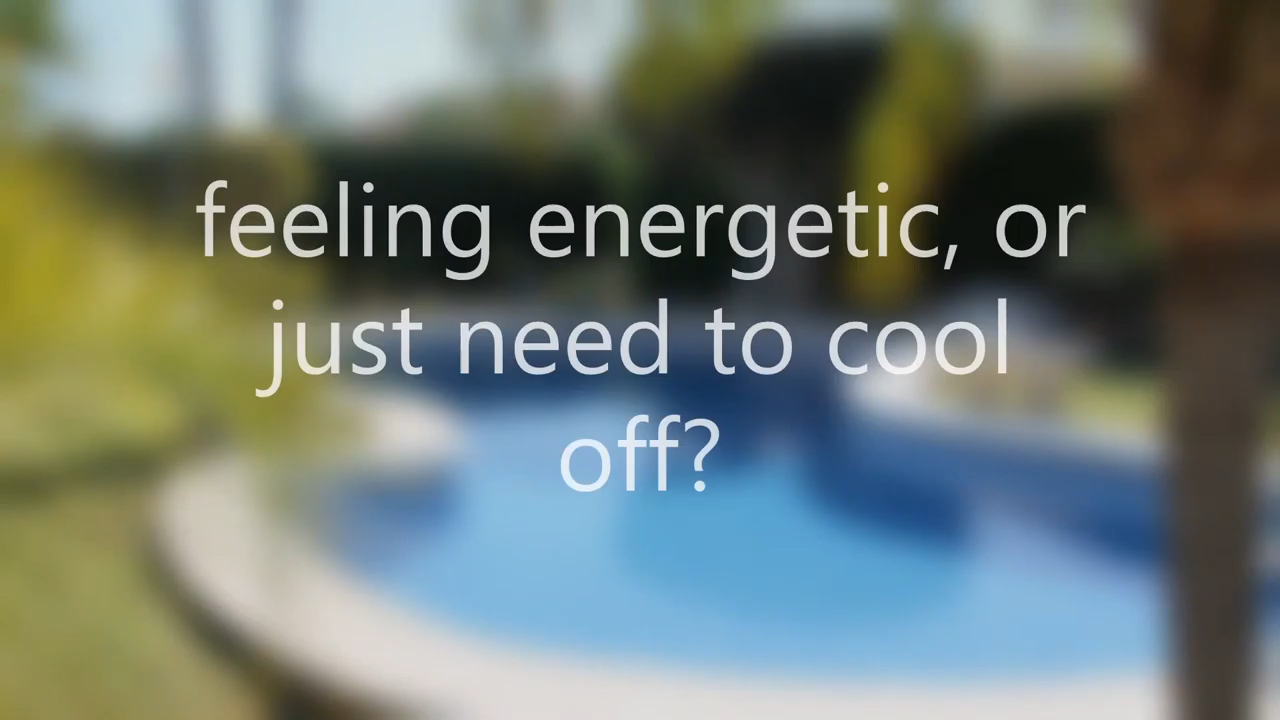 feeling energetic, or
just need to cool
off?